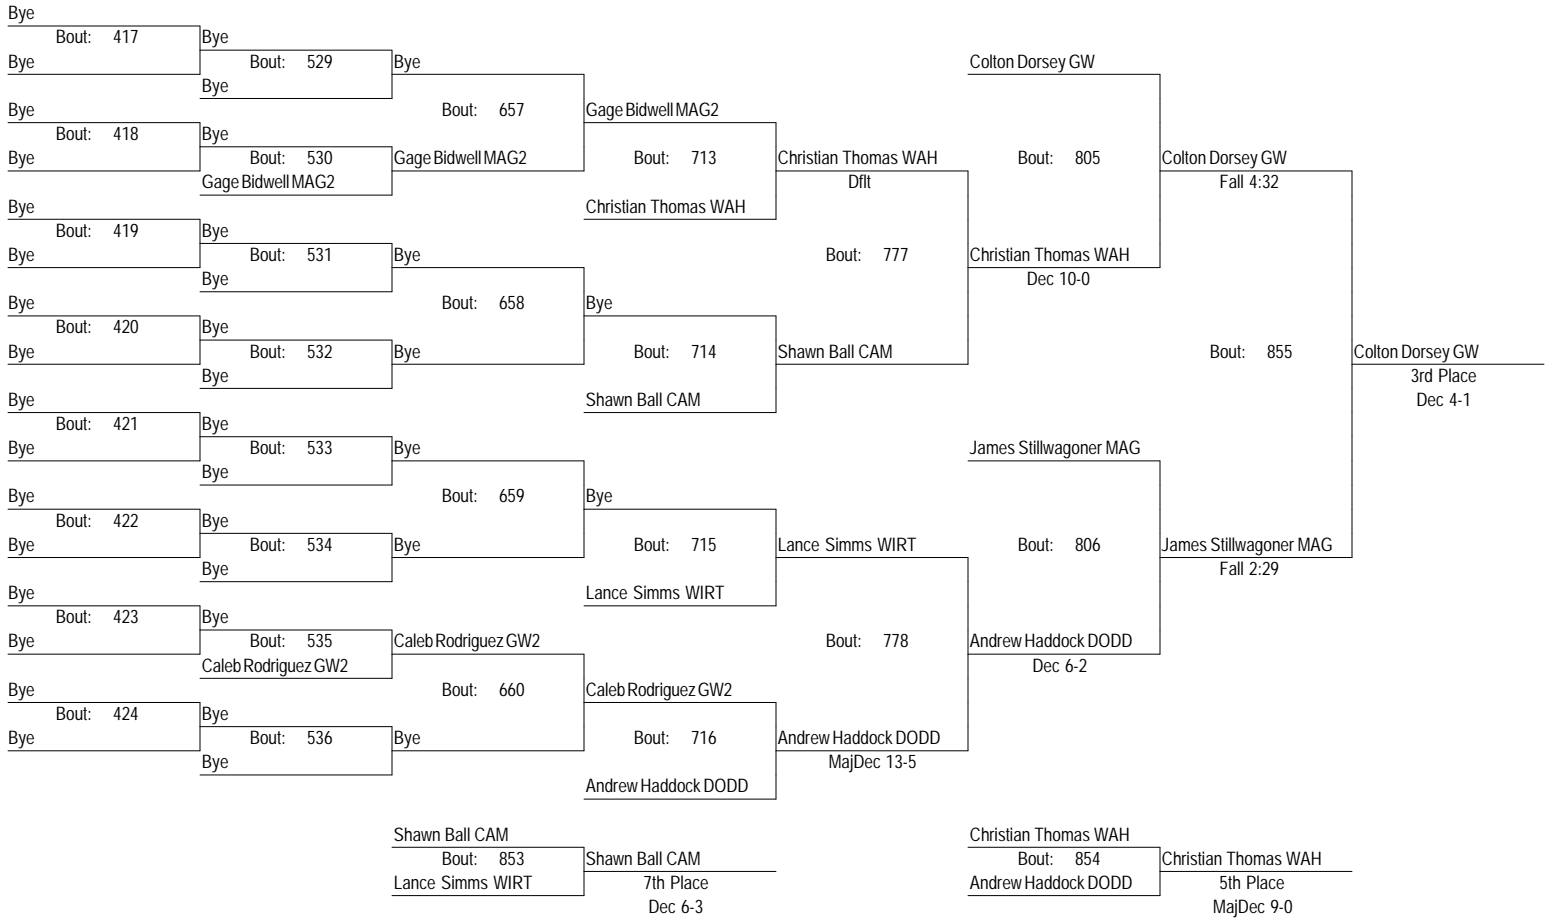 Bye
Bout: 417 Bye
Bye Bout: 529 Bye Colton Dorsey GW
Bye
Bye Bout: 657 Gage Bidwell MAG2
Bout: 418 Bye
Bye Bout: 530 Gage Bidwell MAG2 Bout: 713 Christian Thomas WAH Bout: 805 Colton Dorsey GW
Gage Bidwell MAG2 Dflt Fall 4:32
Bye Christian Thomas WAH
Bout: 419 Bye
Bye Bout: 531 Bye Bout: 777 Christian Thomas WAH
Bye Dec 10-0
Bye Bout: 658 Bye
Bout: 420 Bye
Bye Bout: 532 Bye Bout: 714 Shawn Ball CAM Bout: 855 Colton Dorsey GW
Bye 3rd Place
Bye Shawn Ball CAM Dec 4-1
Bout: 421 Bye
Bye Bout: 533 Bye James Stillwagoner MAG
Bye
Bye Bout: 659 Bye
Bout: 422 Bye
Bye Bout: 534 Bye Bout: 715 Lance Simms WIRT Bout: 806 James Stillwagoner MAG
Bye Fall 2:29
Bye Lance Simms WIRT
Bout: 423 Bye
Bye Bout: 535 Caleb Rodriguez GW2 Bout: 778 Andrew Haddock DODD
Caleb Rodriguez GW2 Dec 6-2
Bye Bout: 660 Caleb Rodriguez GW2
Bout: 424 Bye
Bye Bout: 536 Bye Bout: 716 Andrew Haddock DODD
Bye MajDec 13-5
Andrew Haddock DODD
Shawn Ball CAM Christian Thomas WAH
Bout: 853 Shawn Ball CAM Bout: 854 Christian Thomas WAH
Lance Simms WIRT 7th Place Andrew Haddock DODD 5th Place
Dec 6-3 MajDec 9-0